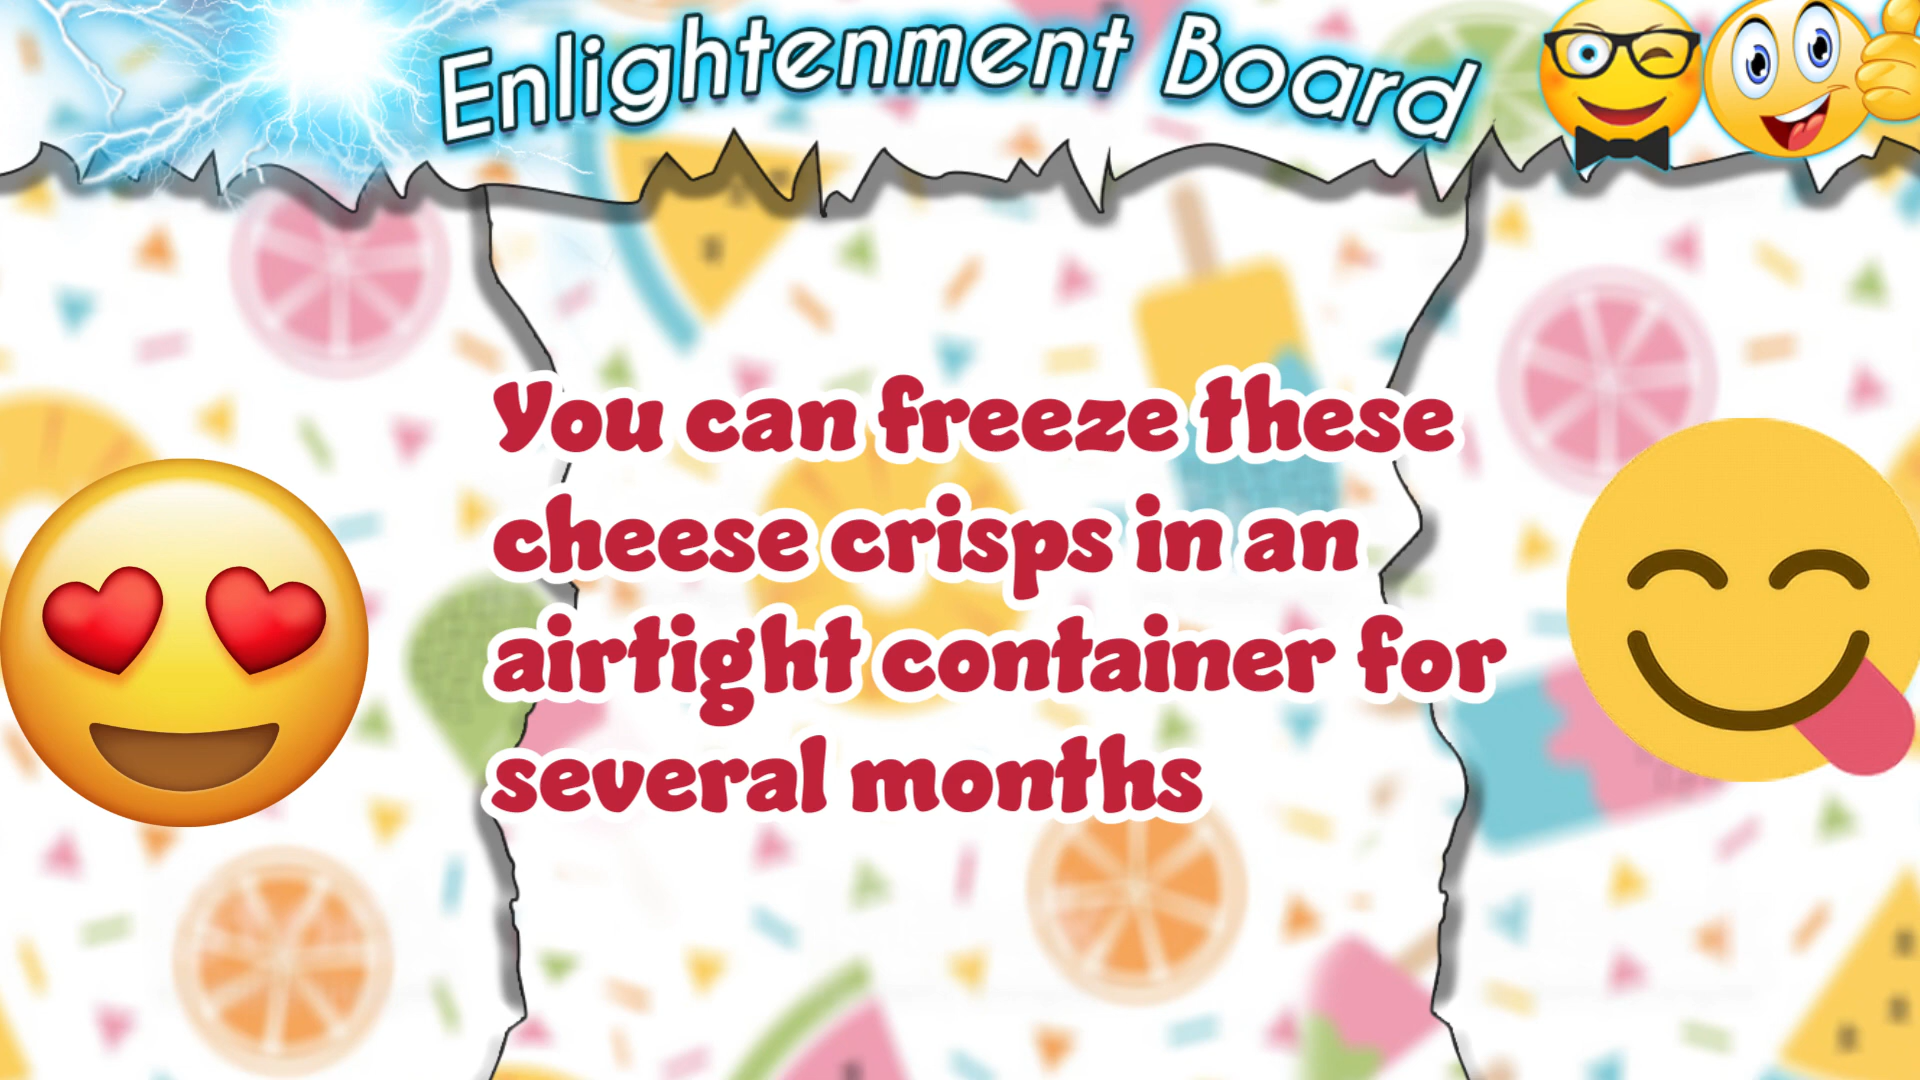 Enlightenment Board
You can freeze these
cheese crisps in an
airtight container for
several months